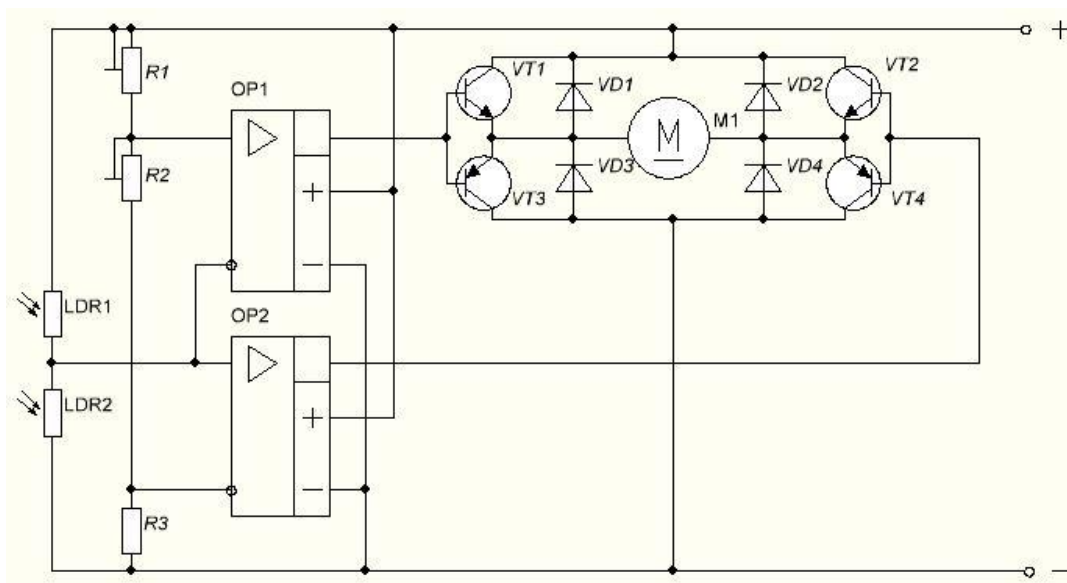 +
R1
OP1
VT1
VD1
VD2
VT2
M
M1
R2
+
VD3
VD4
VT3
VT4
−
LDR1
OP2
LDR2
+
−
R3
−